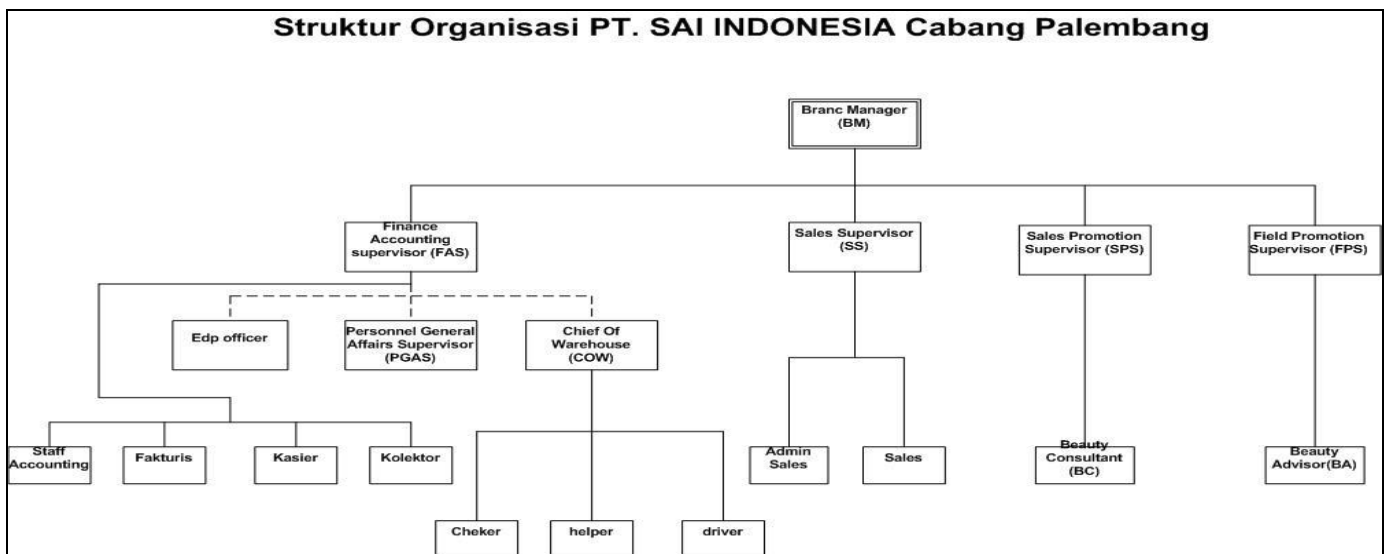 Struktur Organisasi PT. SAI INDONESIA Cabang Palembang
Branc Manager
(BM)
Finance
Accounting
supervisor (FAS)
Sales Supervisor
(SS)
Sales Promotion
Supervisor (SPS)
Field Promotion
Supervisor (FPS)
Edp officer
Personnel General
Affairs Supervisor
(PGAS)
Chief Of
Warehouse
(COW)
Staff
Accounting
Fakturis
Kasier
Kolektor
Admin
Sales
Sales
Beauty
Consultant
(BC)
Beauty
Advisor(BA)
Cheker
helper
driver